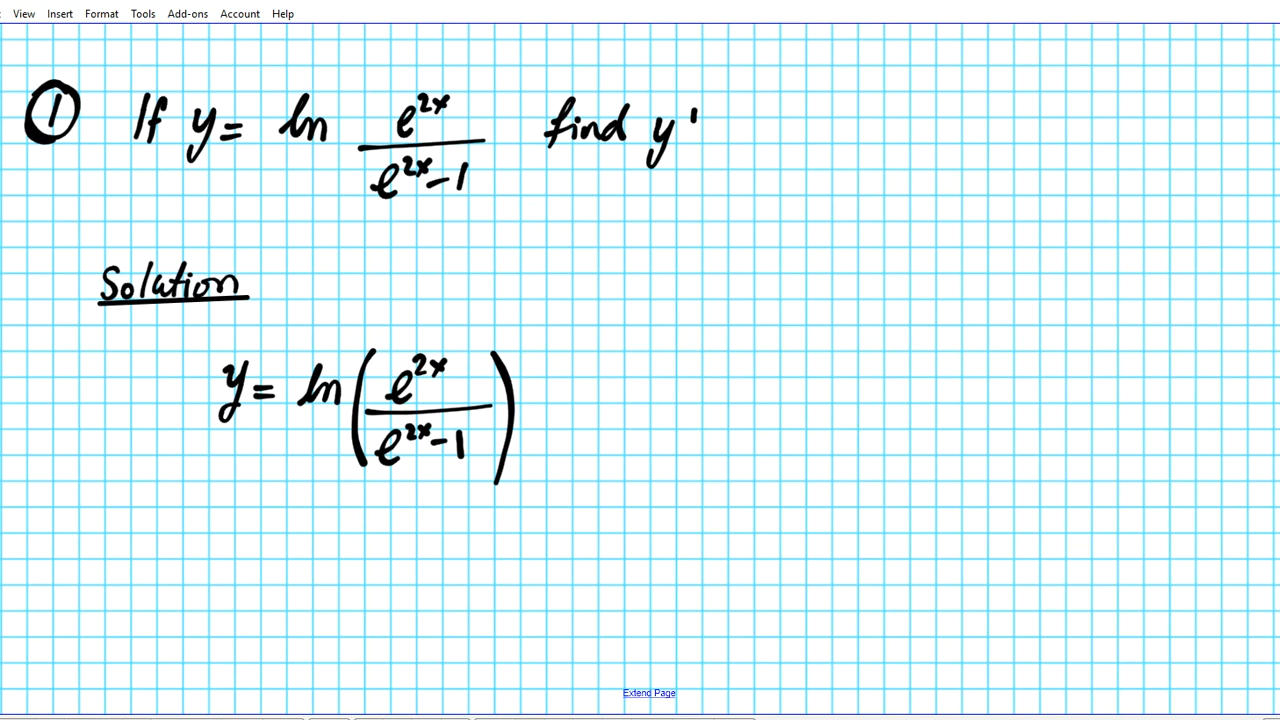 View Insert Format Tools Add-ons Account Help
① If y = ln e^{2x} / (e^{2x} - 1) find y'
Solution
y = ln( e^{2x} / (e^{2x} - 1) )
Extend Page